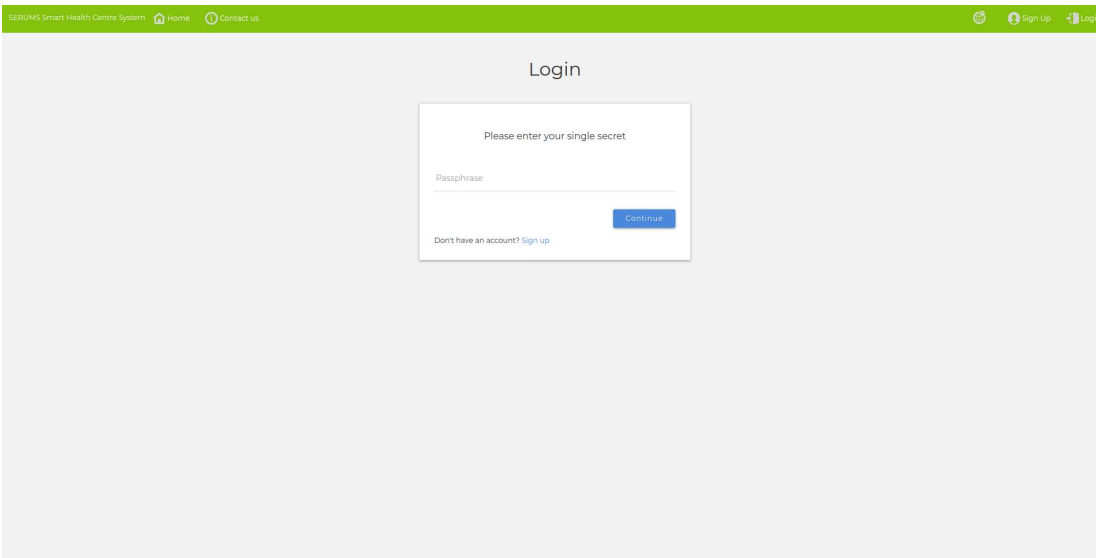 SERUMS Smart Health Centre System Home Contact us Sign Up Logi
Login
Please enter your single secret
Passphrase
Continue
Don't have an account? Sign up